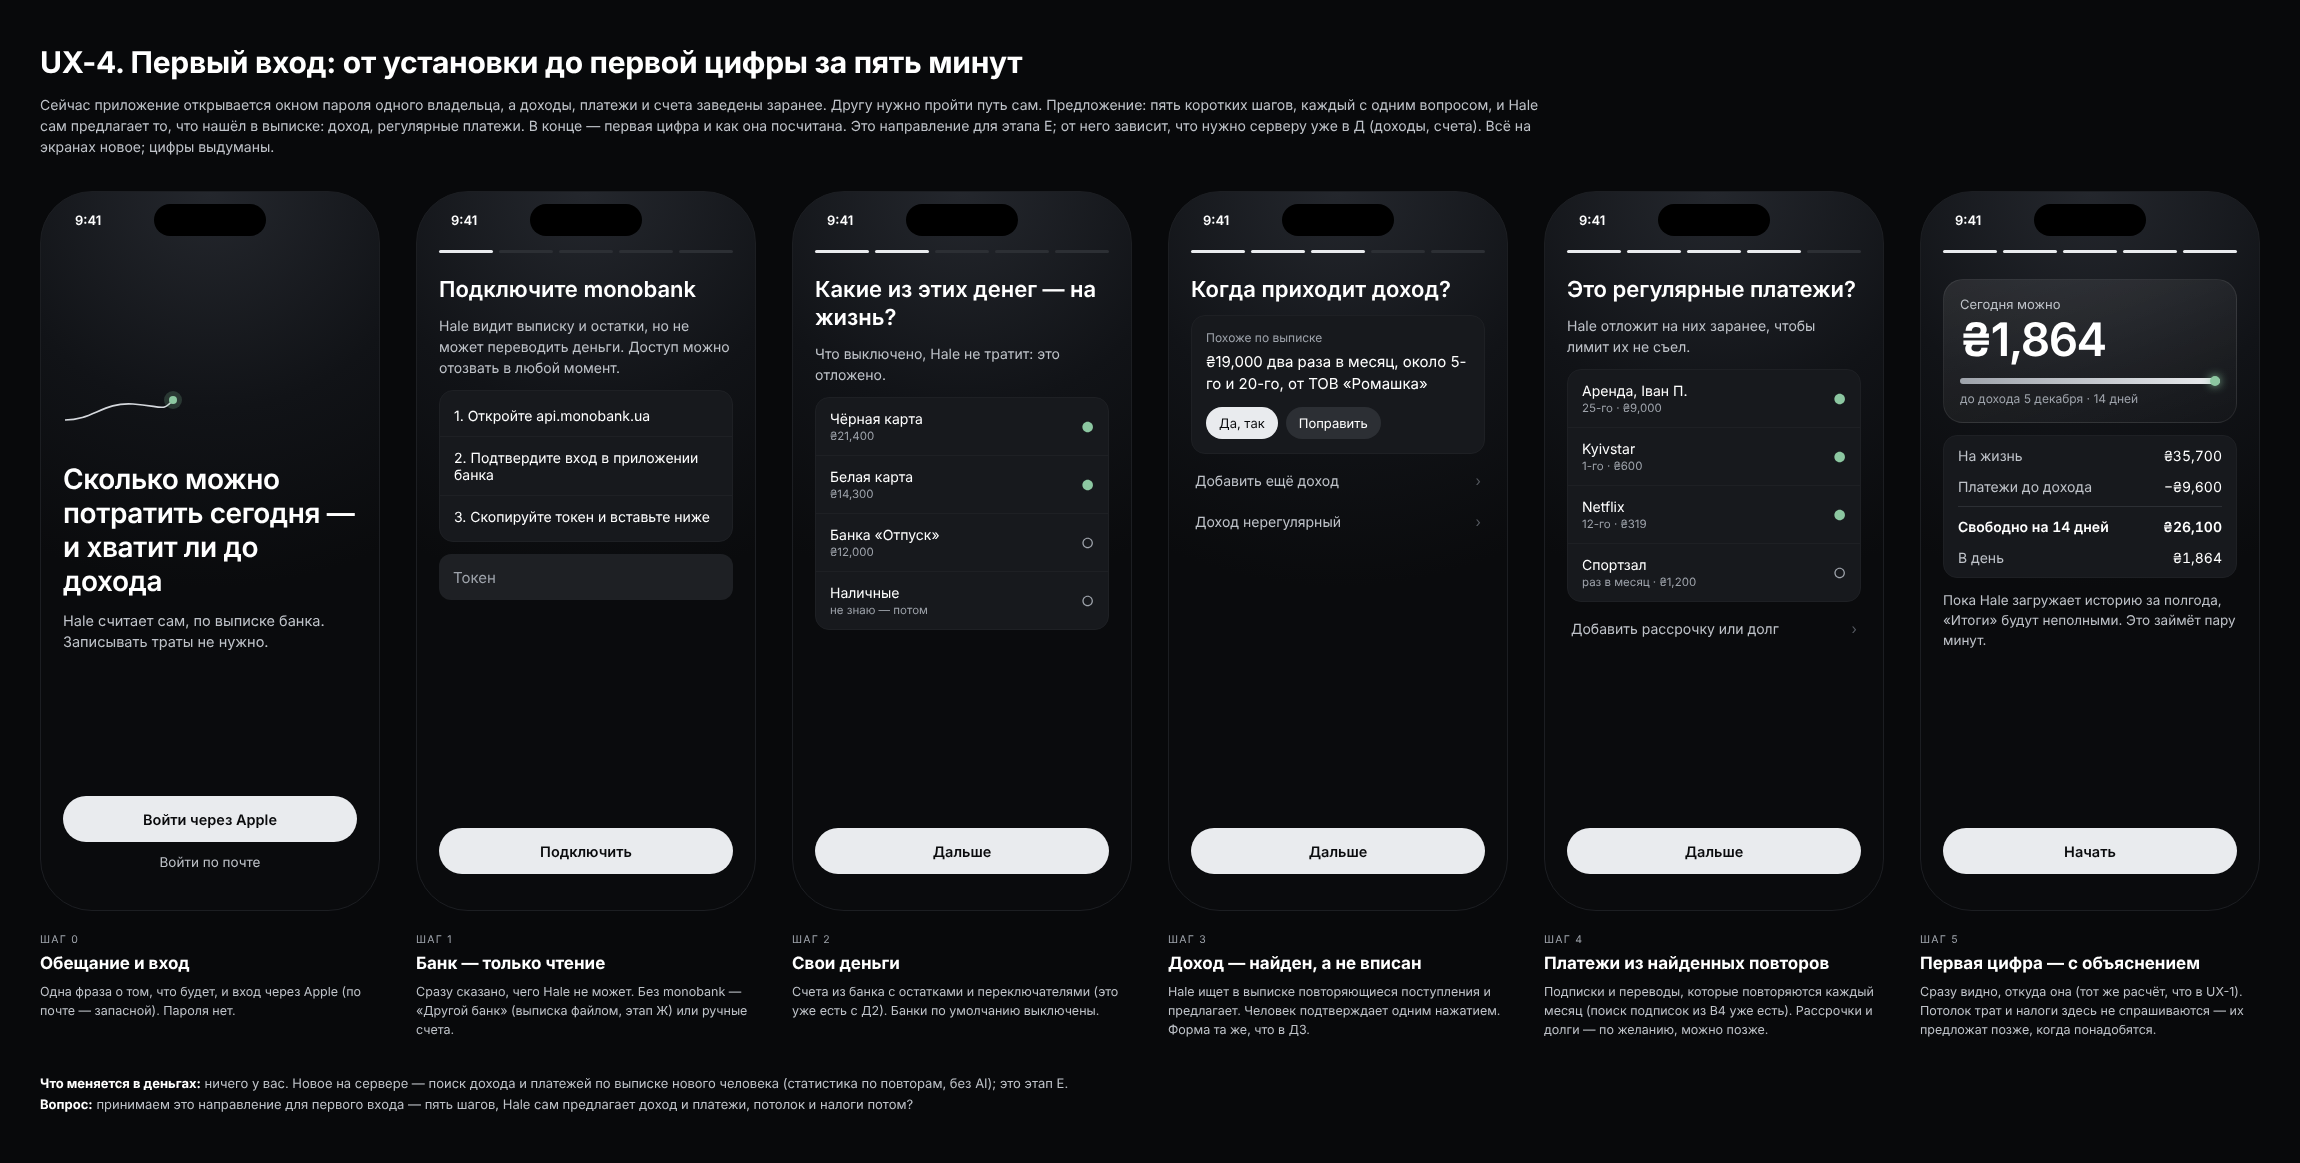 UX-4. Первый вход: от установки до первой цифры за пять минут
Сейчас приложение открывается окном пароля одного владельца, а доходы, платежи и счета заведены заранее. Другу нужно пройти путь сам. Предложение: пять коротких шагов, каждый с одним вопросом, и Hale
сам предлагает то, что нашёл в выписке: доход, регулярные платежи. В конце — первая цифра и как она посчитана. Это направление для этапа Е; от него зависит, что нужно серверу уже в Д (доходы, счета). Всё на
экранах новое; цифры выдуманы.
9:41
Сколько можно
потратить сегодня —
и хватит ли до
дохода
Hale считает сам, по выписке банка.
Записывать траты не нужно.
Войти через Apple
Войти по почте
9:41
Подключите monobank
Hale видит выписку и остатки, но не
может переводить деньги. Доступ можно
отозвать в любой момент.
1. Откройте api.monobank.ua
2. Подтвердите вход в приложении
банка
3. Скопируйте токен и вставьте ниже
Токен
Подключить
9:41
Какие из этих денег — на
жизнь?
Что выключено, Hale не тратит: это
отложено.
Чёрная карта
₴21,400
Белая карта
₴14,300
Банка «Отпуск»
₴12,000
Наличные
не знаю — потом
Дальше
9:41
Когда приходит доход?
Похоже по выписке
₴19,000 два раза в месяц, около 5-
го и 20-го, от ТОВ «Ромашка»
Да, так
Поправить
Добавить ещё доход ›
Доход нерегулярный ›
Дальше
9:41
Это регулярные платежи?
Hale отложит на них заранее, чтобы
лимит их не съел.
Аренда, Іван П.
25-го · ₴9,000
Kyivstar
1-го · ₴600
Netflix
12-го · ₴319
Спортзал
раз в месяц · ₴1,200
Добавить рассрочку или долг ›
Дальше
9:41
Сегодня можно
₴1,864
до дохода 5 декабря · 14 дней
На жизнь ₴35,700
Платежи до дохода −₴9,600
Свободно на 14 дней ₴26,100
В день ₴1,864
Пока Hale загружает историю за полгода,
«Итоги» будут неполными. Это займёт пару
минут.
Начать
ШАГ 0
Обещание и вход
Одна фраза о том, что будет, и вход через Apple (по
почте — запасной). Пароля нет.
ШАГ 1
Банк — только чтение
Сразу сказано, чего Hale не может. Без monobank —
«Другой банк» (выписка файлом, этап Ж) или ручные
счета.
ШАГ 2
Свои деньги
Счета из банка с остатками и переключателями (это
уже есть с Д2). Банки по умолчанию выключены.
ШАГ 3
Доход — найден, а не вписан
Hale ищет в выписке повторяющиеся поступления и
предлагает. Человек подтверждает одним нажатием.
Форма та же, что в Д3.
ШАГ 4
Платежи из найденных повторов
Подписки и переводы, которые повторяются каждый
месяц (поиск подписок из В4 уже есть). Рассрочки и
долги — по желанию, можно позже.
ШАГ 5
Первая цифра — с объяснением
Сразу видно, откуда она (тот же расчёт, что в UX-1).
Потолок трат и налоги здесь не спрашиваются — их
предложат позже, когда понадобятся.
Что меняется в деньгах: ничего у вас. Новое на сервере — поиск дохода и платежей по выписке нового человека (статистика по повторам, без AI); это этап Е.
Вопрос: принимаем это направление для первого входа — пять шагов, Hale сам предлагает доход и платежи, потолок и налоги потом?